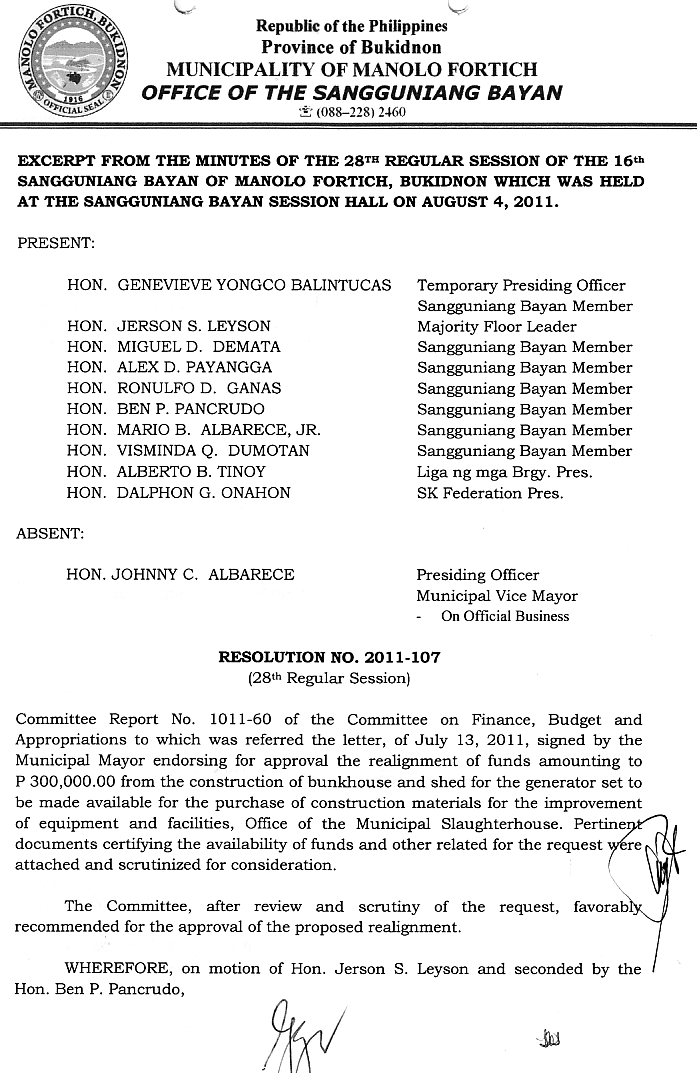 MANOLO FORTICH, BUKIDNON
1916
OFFICIAL SEAL
Republic of the Philippines
Province of Bukidnon
MUNICIPALITY OF MANOLO FORTICH
OFFICE OF THE SANGGUNIANG BAYAN
☏ (088–228) 2460
EXCERPT FROM THE MINUTES OF THE 28TH REGULAR SESSION OF THE 16th
SANGGUNIANG BAYAN OF MANOLO FORTICH, BUKIDNON WHICH WAS HELD
AT THE SANGGUNIANG BAYAN SESSION HALL ON AUGUST 4, 2011.
PRESENT:
HON. GENEVIEVE YONGCO BALINTUCAS Temporary Presiding Officer
Sangguniang Bayan Member
HON. JERSON S. LEYSON Majority Floor Leader
HON. MIGUEL D. DEMATA Sangguniang Bayan Member
HON. ALEX D. PAYANGGA Sangguniang Bayan Member
HON. RONULFO D. GANAS Sangguniang Bayan Member
HON. BEN P. PANCRUDO Sangguniang Bayan Member
HON. MARIO B. ALBARECE, JR. Sangguniang Bayan Member
HON. VISMINDA Q. DUMOTAN Sangguniang Bayan Member
HON. ALBERTO B. TINOY Liga ng mga Brgy. Pres.
HON. DALPHON G. ONAHON SK Federation Pres.
ABSENT:
HON. JOHNNY C. ALBARECE Presiding Officer
Municipal Vice Mayor
- On Official Business
RESOLUTION NO. 2011-107
(28th Regular Session)
Committee Report No. 1011-60 of the Committee on Finance, Budget and
Appropriations to which was referred the letter, of July 13, 2011, signed by the
Municipal Mayor endorsing for approval the realignment of funds amounting to
P 300,000.00 from the construction of bunkhouse and shed for the generator set to
be made available for the purchase of construction materials for the improvement
of equipment and facilities, Office of the Municipal Slaughterhouse. Pertinent
documents certifying the availability of funds and other related for the request were
attached and scrutinized for consideration.
The Committee, after review and scrutiny of the request, favorably
recommended for the approval of the proposed realignment.
WHEREFORE, on motion of Hon. Jerson S. Leyson and seconded by the
Hon. Ben P. Pancrudo,